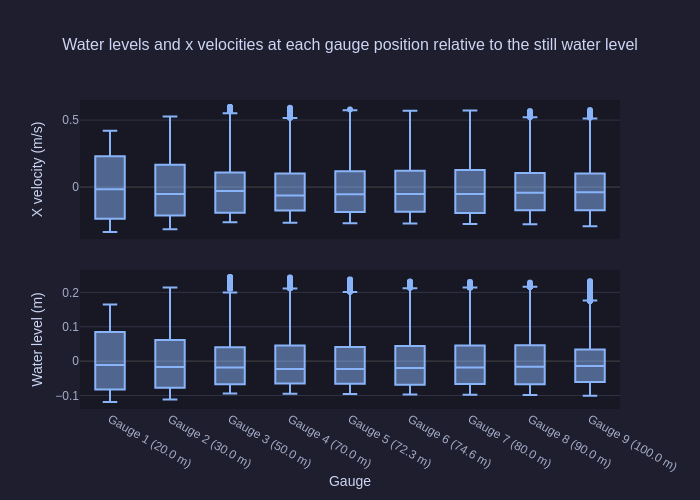 Water levels and x velocities at each gauge position relative to the still water level
X velocity (m/s)
0.5
0
Water level (m)
0.2
0.1
0
−0.1
Gauge 1 (20.0 m)
Gauge 2 (30.0 m)
Gauge 3 (50.0 m)
Gauge 4 (70.0 m)
Gauge 5 (72.3 m)
Gauge 6 (74.6 m)
Gauge 7 (80.0 m)
Gauge 8 (90.0 m)
Gauge 9 (100.0 m)
Gauge